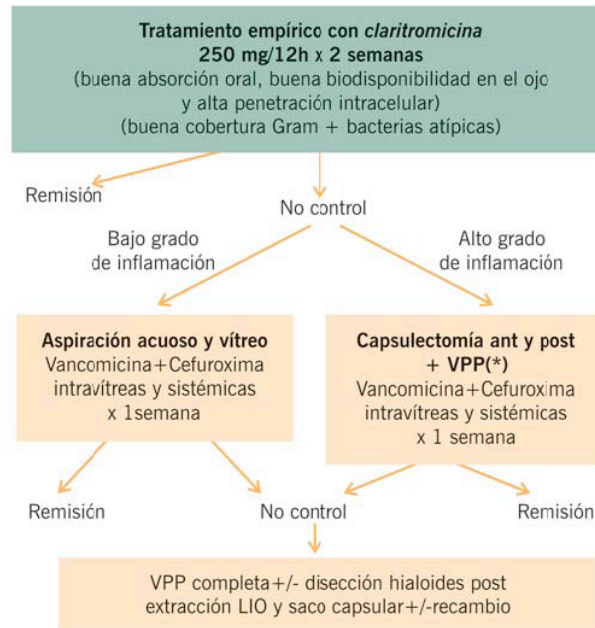 Tratamiento empírico con claritromicina
250 mg/12h x 2 semanas
(buena absorción oral, buena biodisponibilidad en el ojo
y alta penetración intracelular)
(buena cobertura Gram + bacterias atípicas)
Remisión
No control
Bajo grado
de inflamación
Alto grado
de inflamación
Aspiración acuoso y vítreo
Vancomicina+Cefuroxima
intravítreas y sistémicas
x 1semana
Capsulectomía ant y post
+ VPP(*)
Vancomicina+Cefuroxima
intravítreas y sistémicas
x 1 semana
Remisión
No control
Remisión
VPP completa+/- disección hialoides post
extracción LIO y saco capsular+/-recambio